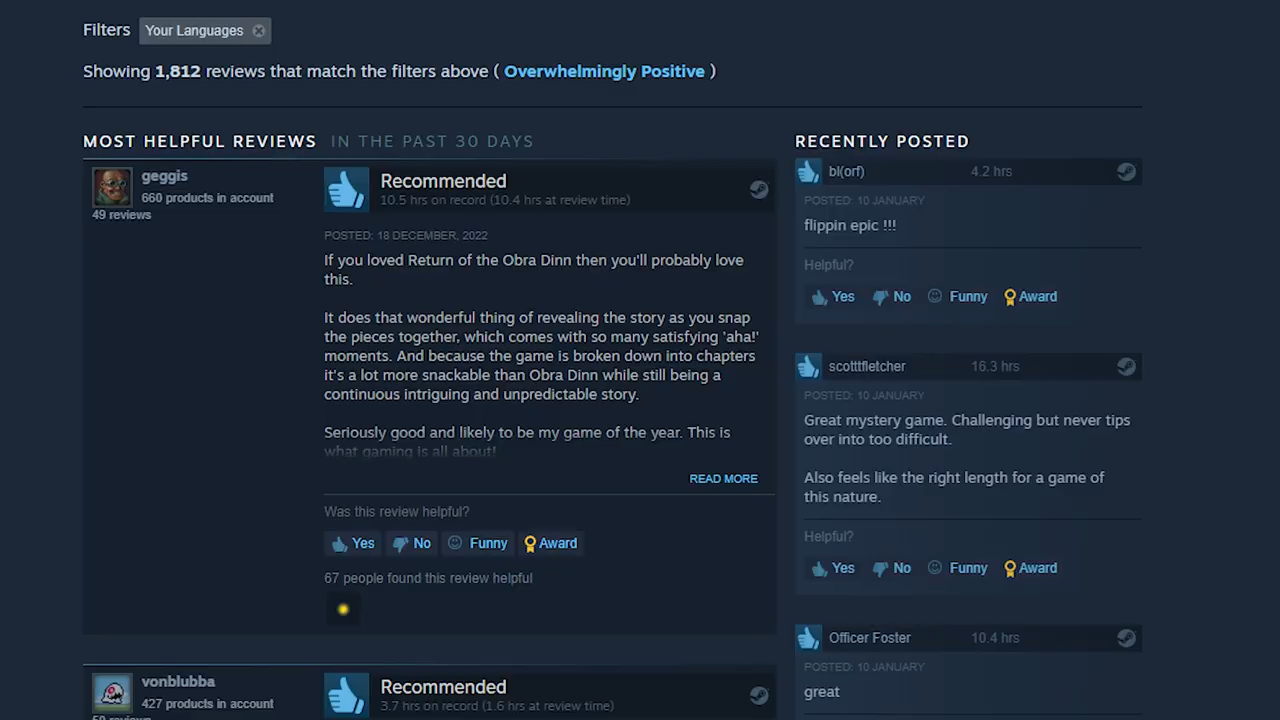 Filters Your Languages
Showing 1,812 reviews that match the filters above ( Overwhelmingly Positive )
MOST HELPFUL REVIEWS IN THE PAST 30 DAYS
geggis
660 products in account
49 reviews
Recommended
10.5 hrs on record (10.4 hrs at review time)
POSTED: 18 DECEMBER, 2022
If you loved Return of the Obra Dinn then you'll probably love
this.
It does that wonderful thing of revealing the story as you snap
the pieces together, which comes with so many satisfying 'aha!'
moments. And because the game is broken down into chapters
it's a lot more snackable than Obra Dinn while still being a
continuous intriguing and unpredictable story.
Seriously good and likely to be my game of the year. This is
what gaming is all about!
READ MORE
Was this review helpful?
Yes No Funny Award
67 people found this review helpful
vonblubba
427 products in account
Recommended
3.7 hrs on record (1.6 hrs at review time)
RECENTLY POSTED
bl(orf) 4.2 hrs
POSTED: 10 JANUARY
flippin epic !!!
Helpful?
Yes No Funny Award
scotttfletcher 16.3 hrs
POSTED: 10 JANUARY
Great mystery game. Challenging but never tips
over into too difficult.
Also feels like the right length for a game of
this nature.
Helpful?
Yes No Funny Award
Officer Foster 10.4 hrs
POSTED: 10 JANUARY
great